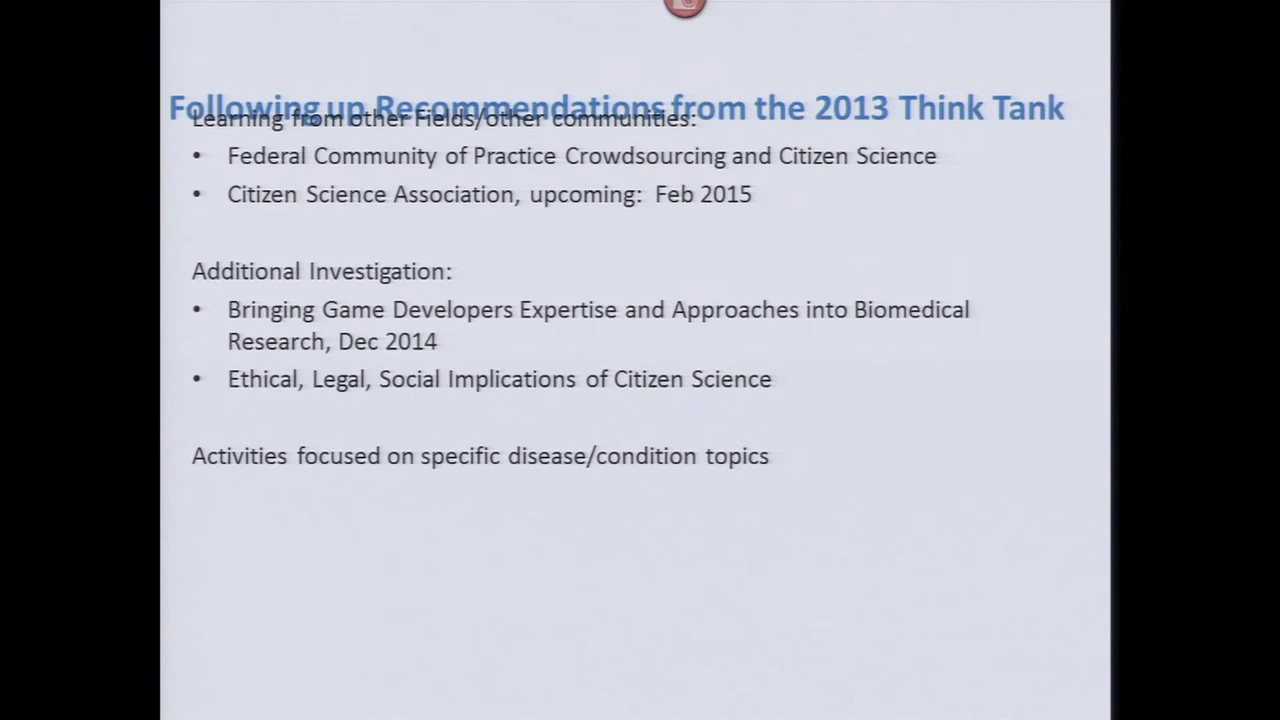 Following up Recommendations from the 2013 Think Tank
Learning from other Fields/other communities:
• Federal Community of Practice Crowdsourcing and Citizen Science
• Citizen Science Association, upcoming: Feb 2015
Additional Investigation:
• Bringing Game Developers Expertise and Approaches into Biomedical
Research, Dec 2014
• Ethical, Legal, Social Implications of Citizen Science
Activities focused on specific disease/condition topics